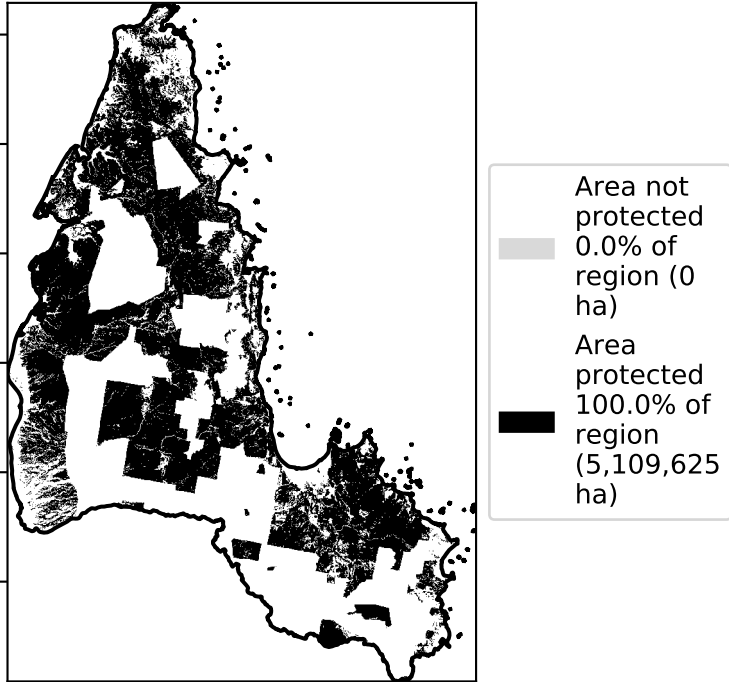 Area not
protected
0.0% of
region (0
ha)
Area
protected
100.0% of
region
(5,109,625
ha)